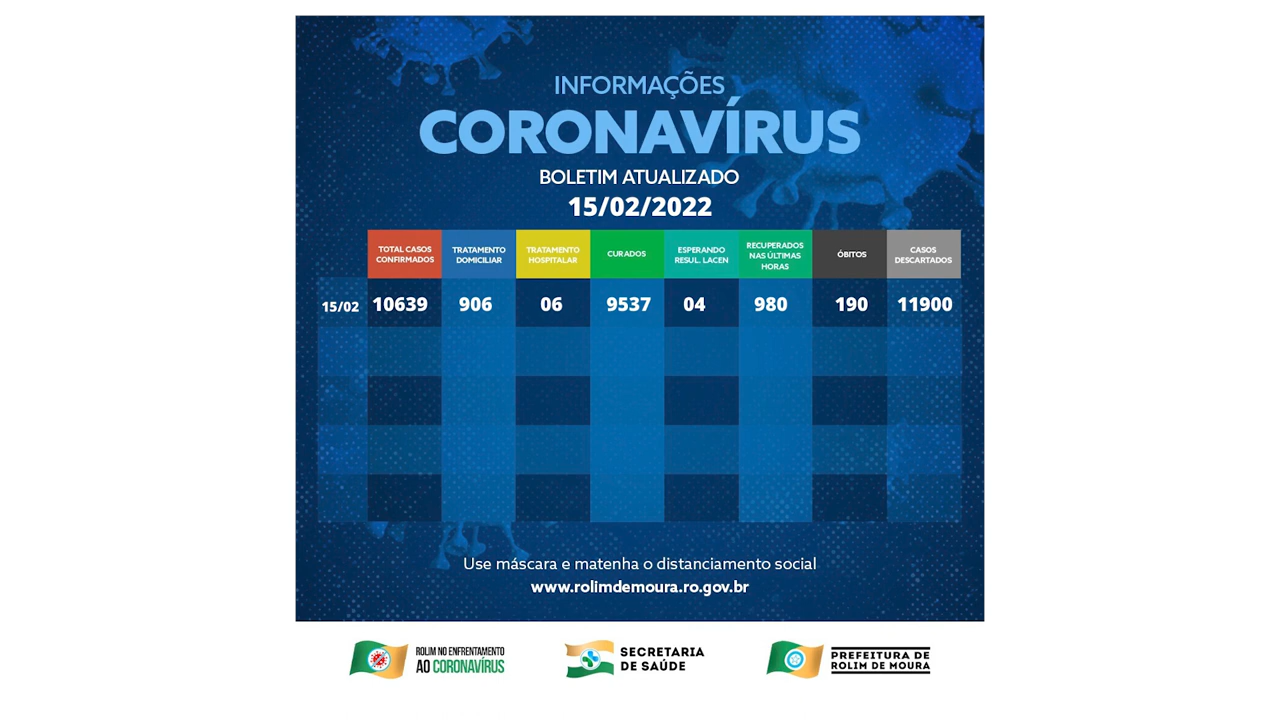 INFORMAÇÕES
CORONAVÍRUS
BOLETIM ATUALIZADO
15/02/2022
TOTAL CASOS CONFIRMADOS
TRATAMENTO DOMICILIAR
TRATAMENTO HOSPITALAR
CURADOS
ESPERANDO RESUL. LACEN
RECUPERADOS NAS ÚLTIMAS HORAS
ÓBITOS
CASOS DESCARTADOS
15/02 10639 906 06 9537 04 980 190 11900
Use máscara e matenha o distanciamento social
www.rolimdemoura.ro.gov.br
ROLIM NO ENFRENTAMENTO
AO CORONAVÍRUS
SECRETARIA
DE SAÚDE
PREFEITURA DE
ROLIM DE MOURA